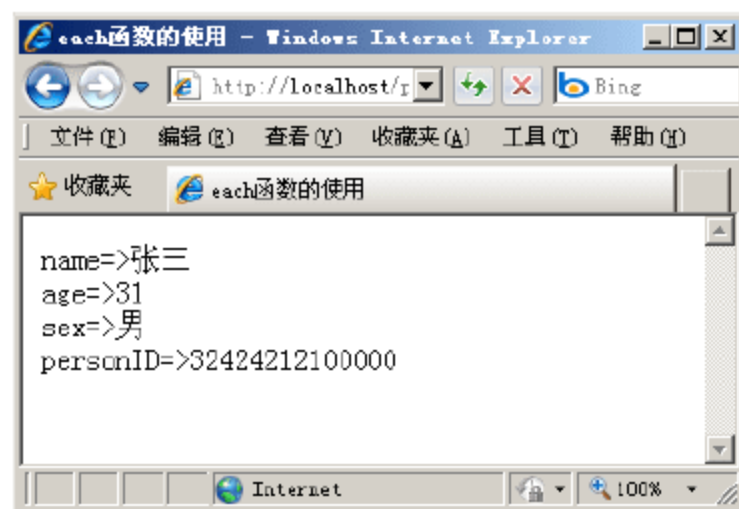 each函数的使用 - Windows Internet Explorer
http://localhost/p
Bing
文件(F) 编辑(E) 查看(V) 收藏夹(A) 工具(T) 帮助(H)
收藏夹 each函数的使用
name=>张三
age=>31
sex=>男
personID=>32424212100000
Internet 100%